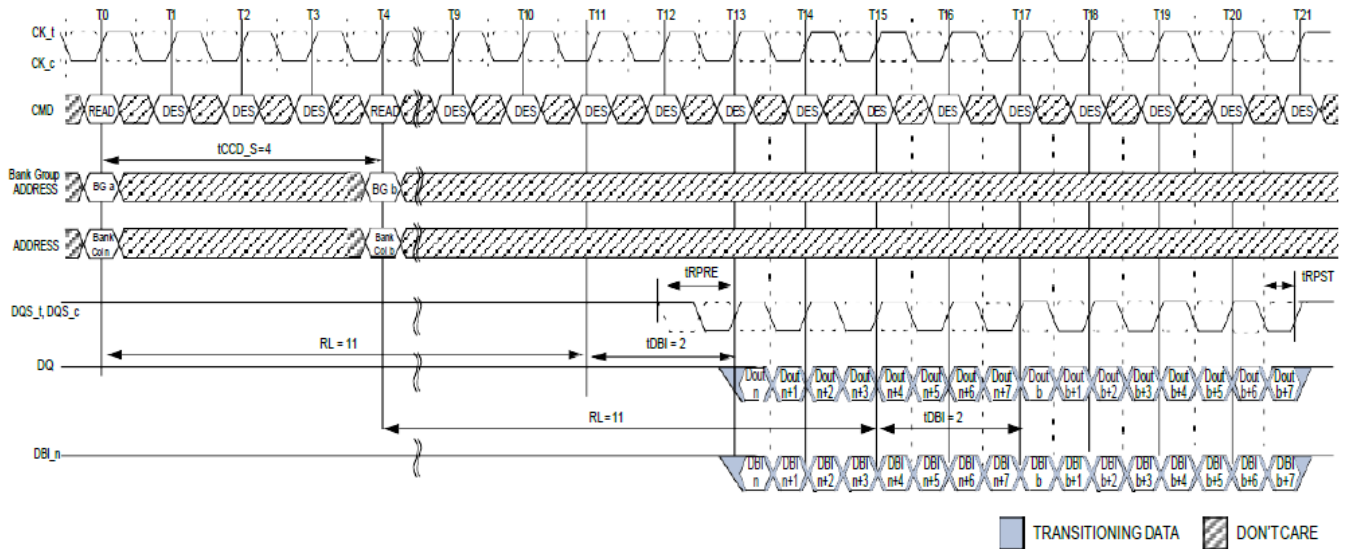 T0 T1 T2 T3 T4 T9 T10 T11 T12 T13 T14 T15 T16 T17 T18 T19 T20 T21
CK_t
CK_c
CMD READ DES DES DES READ DES DES DES DES DES DES DES DES DES DES DES DES DES
tCCD_S=4
Bank Group
ADDRESS BG a BG b
ADDRESS Bank Col n Bank Col b
tRPRE tRPST
DQS_t, DQS_c
RL = 11 tDBI = 2
DQ
Dout n Dout n+1 Dout n+2 Dout n+3 Dout n+4 Dout n+5 Dout n+6 Dout n+7 Dout b Dout b+1 Dout b+2 Dout b+3 Dout b+4 Dout b+5 Dout b+6 Dout b+7
RL=11 tDBI = 2
DBI_n
DBI n DBI n+1 DBI n+2 DBI n+3 DBI n+4 DBI n+5 DBI n+6 DBI n+7 DBI b DBI b+1 DBI b+2 DBI b+3 DBI b+4 DBI b+5 DBI b+6 DBI b+7
TRANSITIONING DATA DON'T CARE